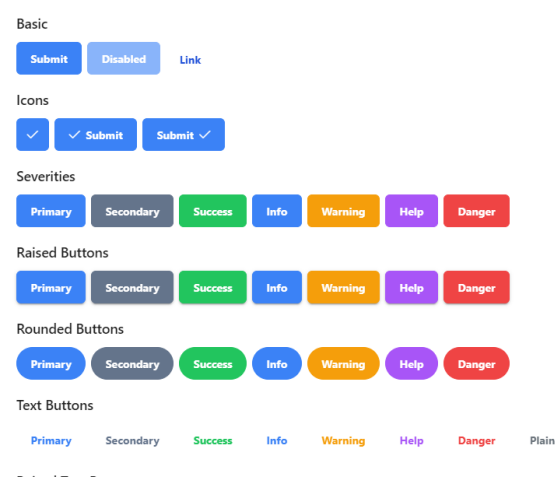 Basic
Submit Disabled Link
Icons
Submit Submit
Severities
Primary Secondary Success Info Warning Help Danger
Raised Buttons
Primary Secondary Success Info Warning Help Danger
Rounded Buttons
Primary Secondary Success Info Warning Help Danger
Text Buttons
Primary Secondary Success Info Warning Help Danger Plain